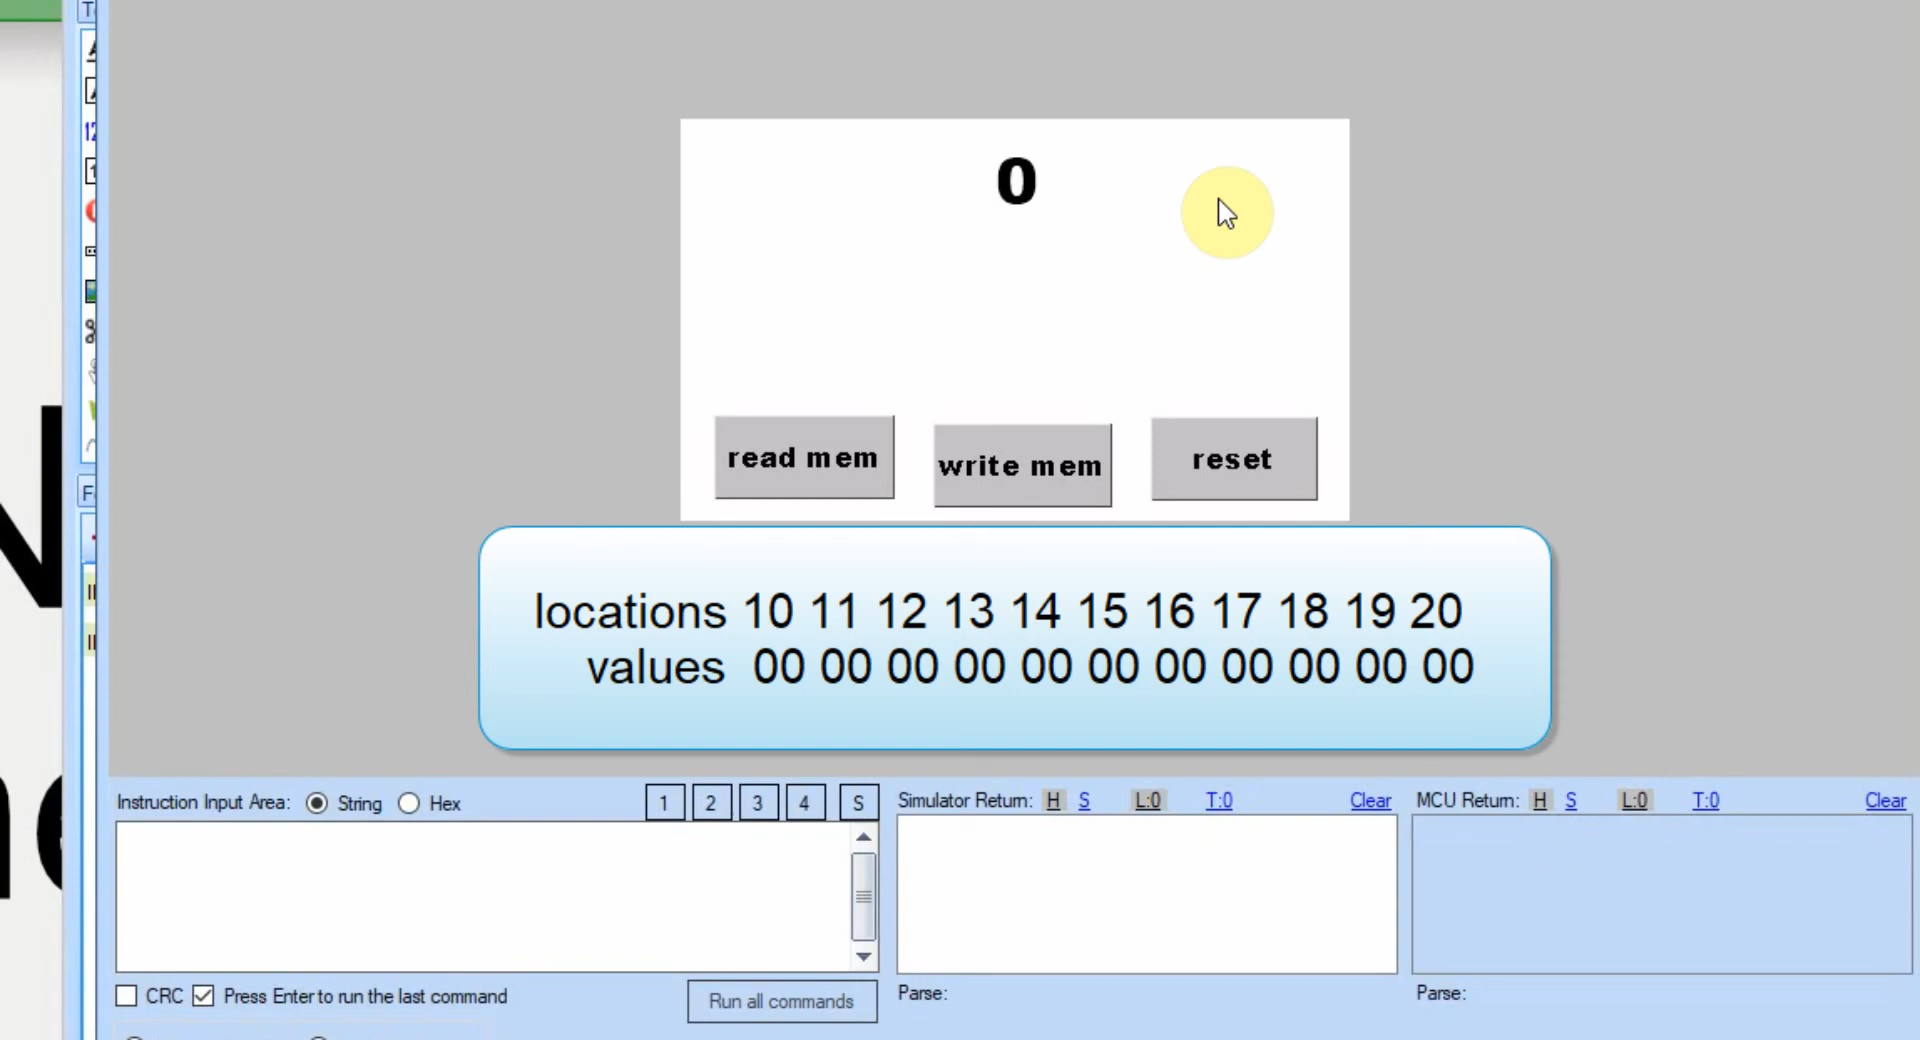 0
read mem
write mem
reset
locations 10 11 12 13 14 15 16 17 18 19 20
values 00 00 00 00 00 00 00 00 00 00 00
Instruction Input Area: String Hex 1 2 3 4 S
Simulator Return: H S L:0 T:0 Clear
MCU Return: H S L:0 T:0 Clear
CRC Press Enter to run the last command
Run all commands
Parse:
Parse: